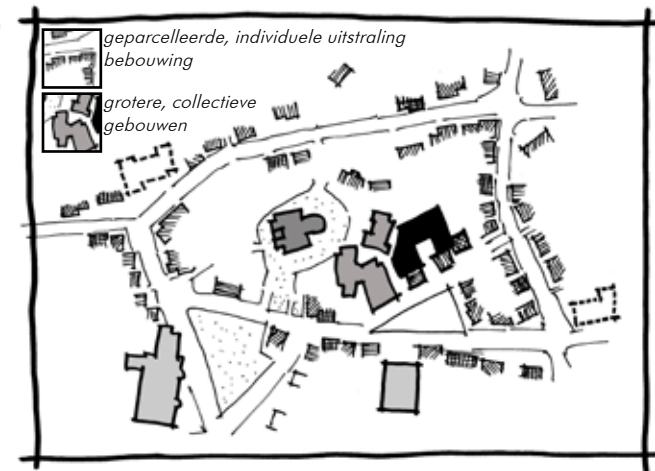 geparcelleerde, individuele uitstraling
bebouwing
grotere, collectieve
gebouwen